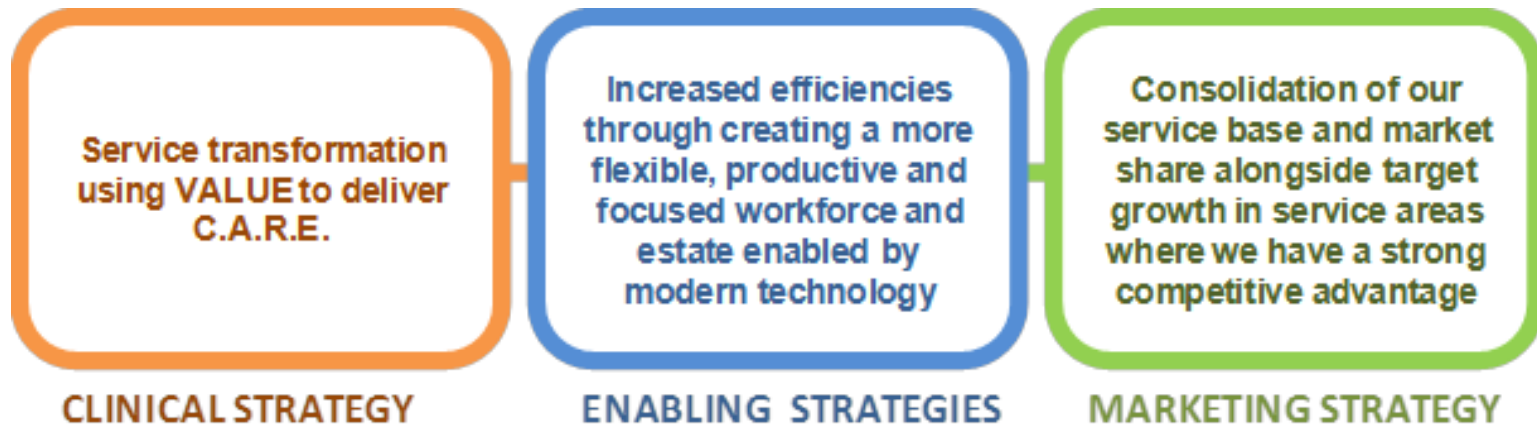 Service transformation
using VALUE to deliver
C.A.R.E.
Increased efficiencies
through creating a more
flexible, productive and
focused workforce and
estate enabled by
modern technology
Consolidation of our
service base and market
share alongside target
growth in service areas
where we have a strong
competitive advantage
CLINICAL STRATEGY
ENABLING STRATEGIES
MARKETING STRATEGY